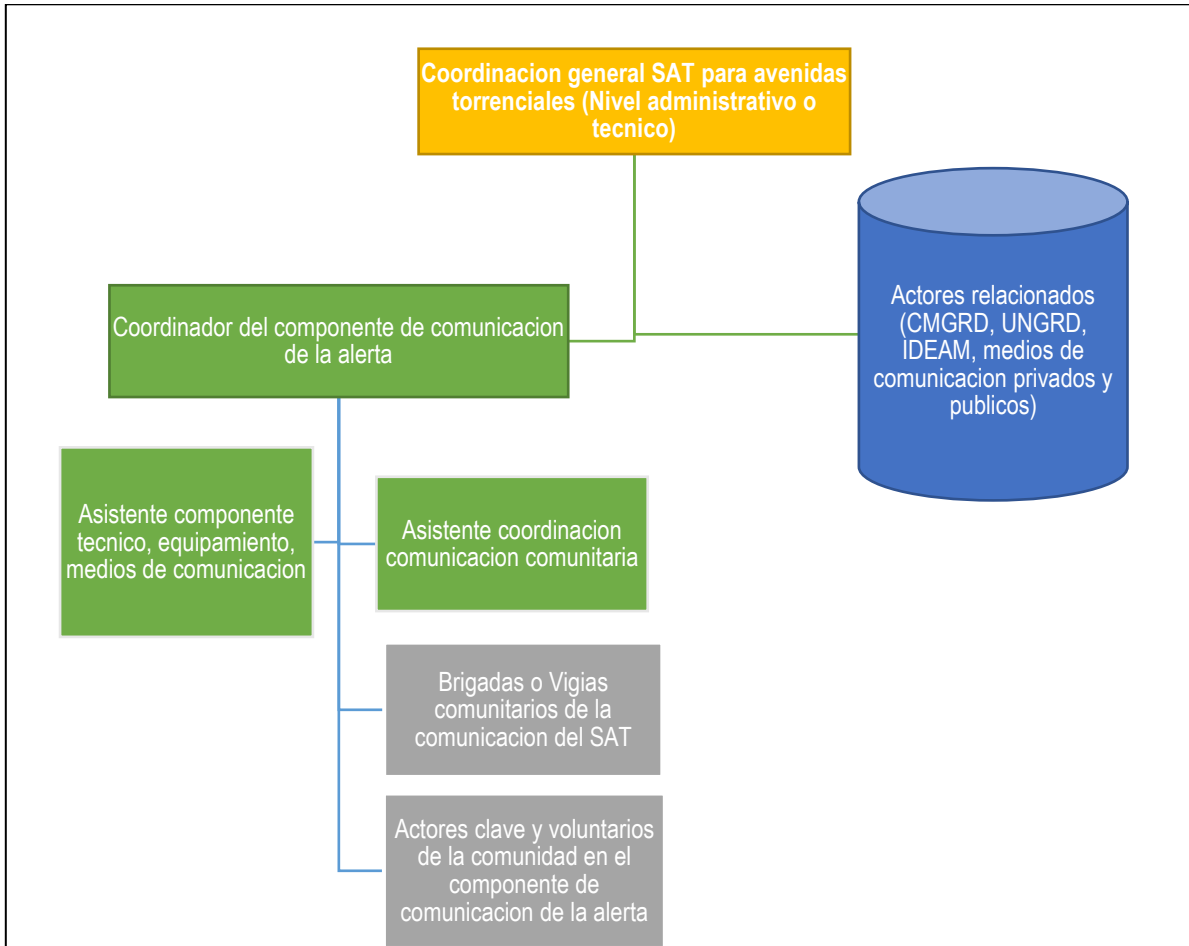 Coordinacion general SAT para avenidas
torrenciales (Nivel administrativo o
tecnico)
Actores relacionados
(CMGRD, UNGRD,
IDEAM, medios de
comunicacion privados y
publicos)
Coordinador del componente de comunicacion
de la alerta
Asistente componente
tecnico, equipamiento,
medios de comunicacion
Asistente coordinacion
comunicacion comunitaria
Brigadas o Vigias
comunitarios de la
comunicacion del SAT
Actores clave y voluntarios
de la comunidad en el
componente de
comunicacion de la alerta